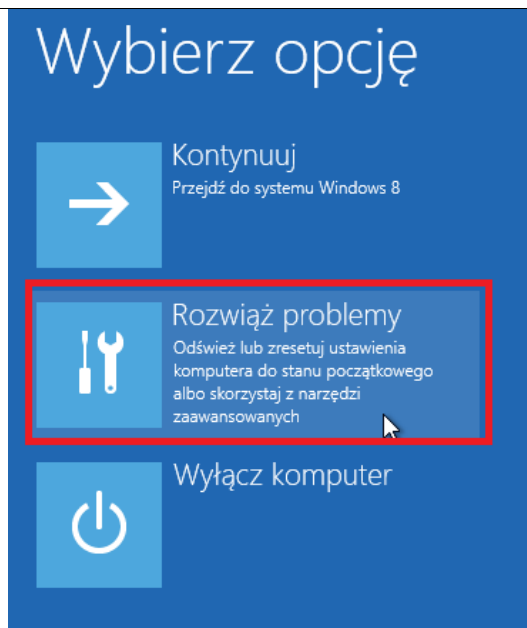 Wybierz opcję
Kontynuuj
Przejdź do systemu Windows 8
Rozwiąż problemy
Odśwież lub zresetuj ustawienia
komputera do stanu początkowego
albo skorzystaj z narzędzi
zaawansowanych
Wyłącz komputer